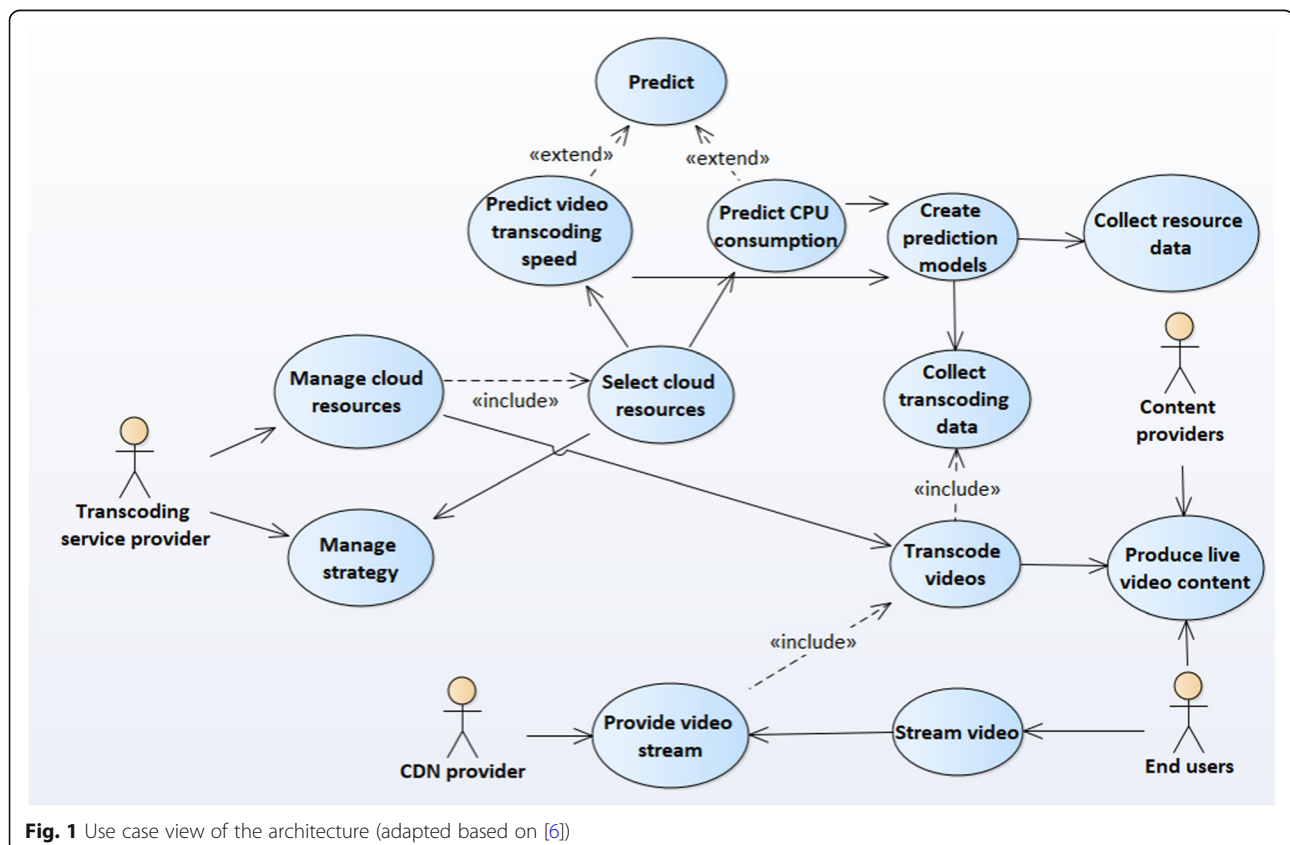 Predict
«extend»
«extend»
Predict video
transcoding
speed
Predict CPU
consumption
Create
prediction
models
Collect resource
data
Manage cloud
resources
«include»
Select cloud
resources
Collect
transcoding
data
Content
providers
Transcoding
service provider
Manage
strategy
«include»
Transcode
videos
Produce live
video content
«include»
CDN provider
Provide video
stream
Stream video
End users
Fig. 1 Use case view of the architecture (adapted based on [6])